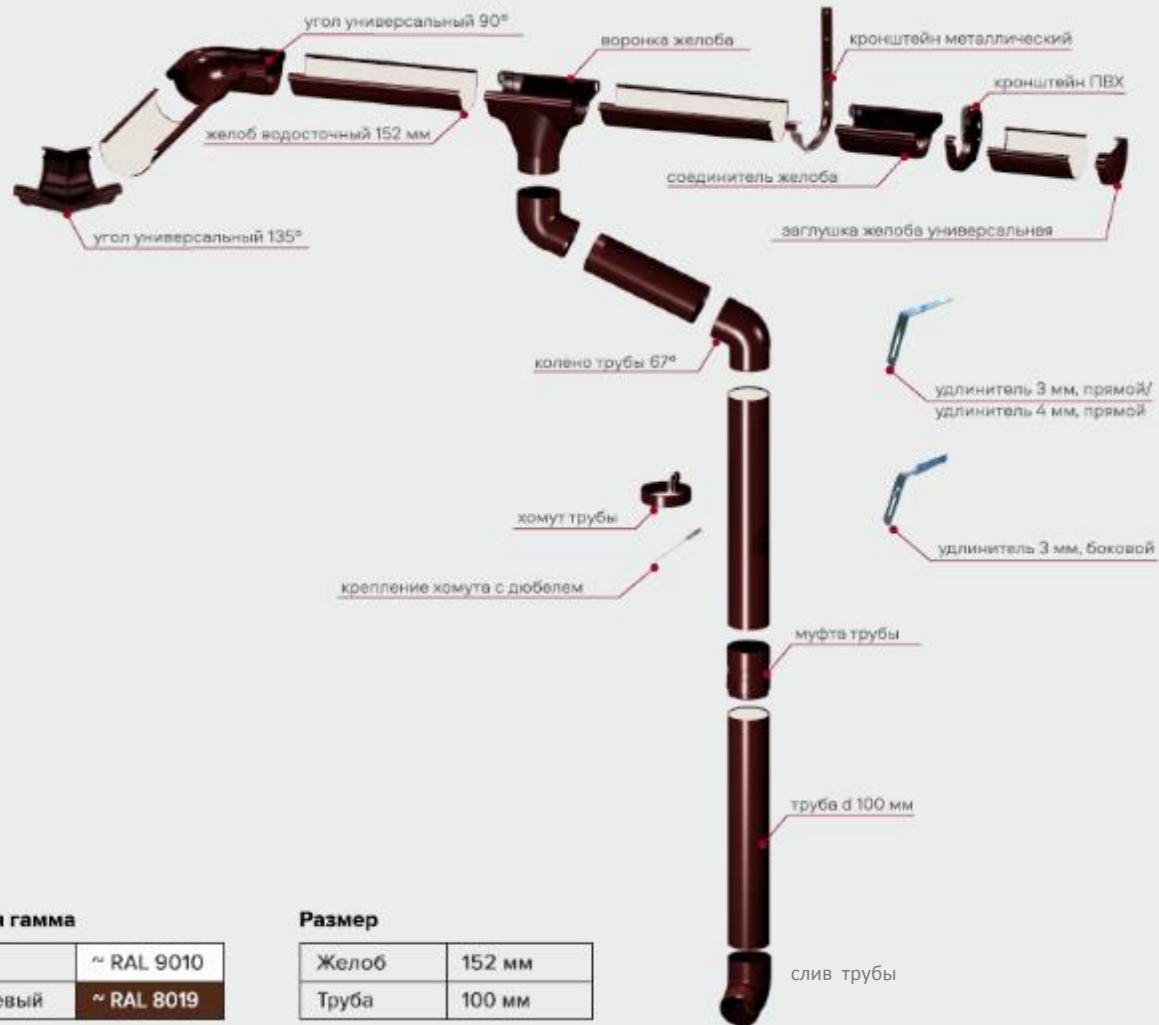 угол универсальный 90°
воронка желоба
кронштейн металлический
кронштейн ПВХ
желоб водосточный 152 мм
соединитель желоба
угол универсальный 135°
заглушка желоба универсальная
колено трубы 67°
удлинитель 3 мм, прямой/
удлинитель 4 мм, прямой
хомут трубы
удлинитель 3 мм, боковой
крепление хомута с дюбелем
муфта трубы
труба d 100 мм
гамма
Размер
~ RAL 9010
Желоб 152 мм
~ RAL 8019
Труба 100 мм
слив трубы